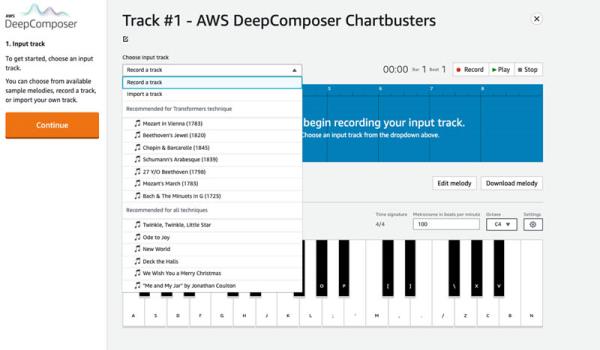 AWS
DeepComposer
1. Input track
To get started, choose an input
track.
You can choose from available
sample melodies, record a track,
or import your own track.
Continue
Track #1 - AWS DeepComposer Chartbusters
Choose input track
Record a track
00:00 Bar 1 Beat 1
Record
Play
Stop
Record a track
Import a track
Recommended for Transformers technique
Mozart in Vienna (1783)
Beethoven's Jewel (1820)
Chopin & Barcarolle (1845)
Schumann's Arabesque (1839)
27 Y/O Beethoven (1798)
Mozart's March (1783)
Bach & The Minuets in G (1725)
Recommended for all techniques
Twinkle, Twinkle, Little Star
Ode to Joy
New World
Deck the Halls
We Wish You a Merry Christmas
"Me and My Jar" by Jonathan Coulton
5 6 7 8
begin recording your input track.
Choose an input track from the dropdown above.
Edit melody
Download melody
Time signature
4/4
Metronome in beats per minute
100
Octave
C4
Settings
O P [ ] \ X V
A S D F G H J K L ; ' M , . / Z C B N